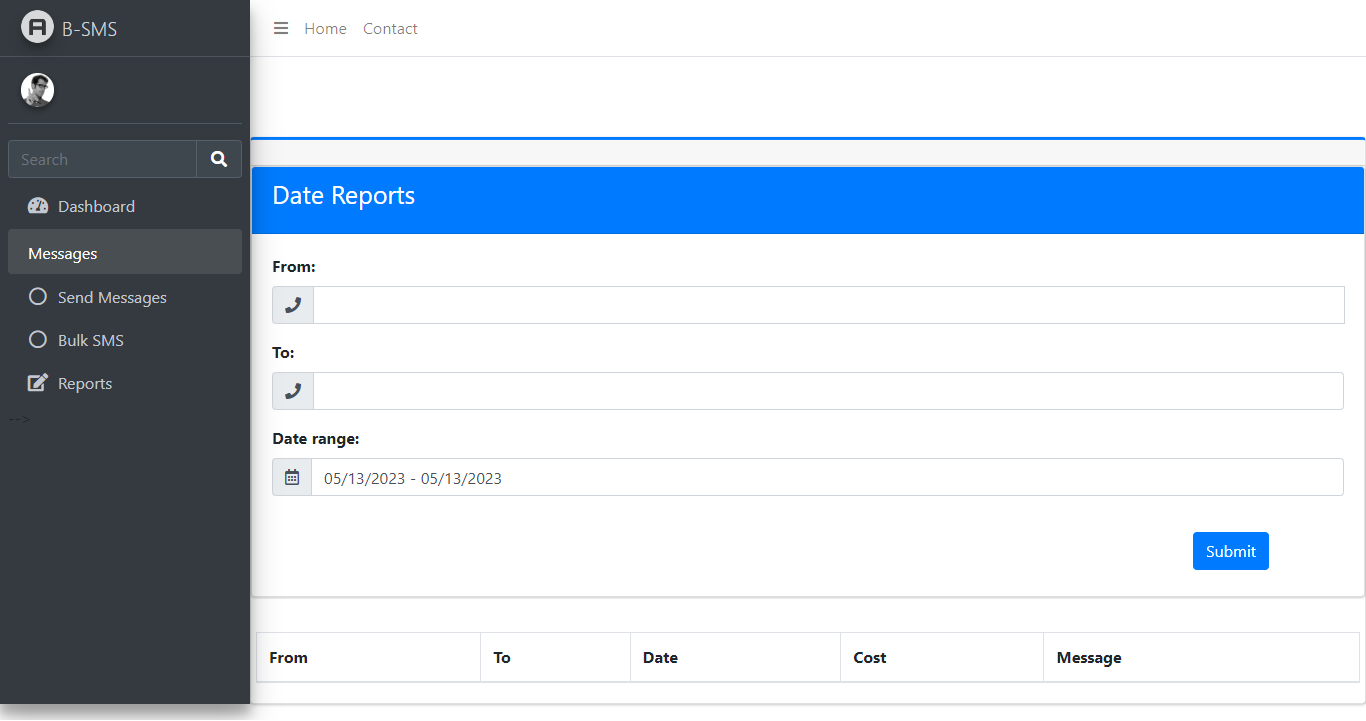 B-SMS
Home Contact
Search
Dashboard
Messages
Send Messages
Bulk SMS
Reports
-->
Date Reports
From:
To:
Date range:
05/13/2023 - 05/13/2023
Submit
From To Date Cost Message